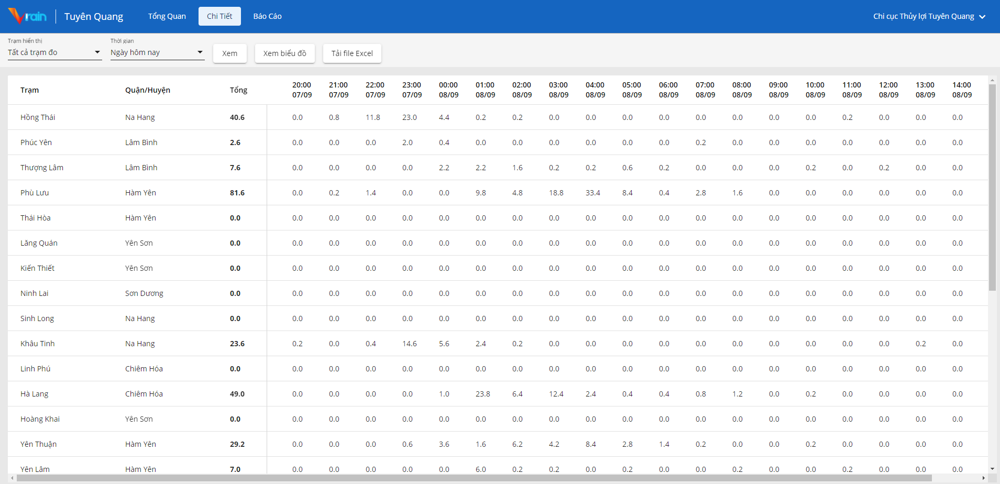 Vrain Tuyên Quang Tổng Quan Chi Tiết Báo Cáo Chi cục Thủy lợi Tuyên Quang
Trạm hiển thị Thời gian
Tất cả trạm đo Ngày hôm nay Xem Xem biểu đồ Tải file Excel
Trạm Quận/Huyện Tổng 20:00 07/09 21:00 07/09 22:00 07/09 23:00 07/09 00:00 08/09 01:00 08/09 02:00 08/09 03:00 08/09 04:00 08/09 05:00 08/09 06:00 08/09 07:00 08/09 08:00 08/09 09:00 08/09 10:00 08/09 11:00 08/09 12:00 08/09 13:00 08/09 14:00 08/09
Hồng Thái Na Hang 40.6 0.0 0.8 11.8 23.0 4.4 0.2 0.2 0.0 0.0 0.0 0.0 0.0 0.0 0.0 0.0 0.2 0.0 0.0 0.0
Phúc Yên Lâm Bình 2.6 0.0 0.0 0.0 2.0 0.4 0.0 0.0 0.0 0.0 0.0 0.0 0.2 0.0 0.0 0.0 0.0 0.0 0.0 0.0
Thượng Lâm Lâm Bình 7.6 0.0 0.0 0.0 0.0 2.2 2.2 1.6 0.2 0.2 0.6 0.2 0.0 0.0 0.0 0.2 0.0 0.2 0.0 0.0
Phù Lưu Hàm Yên 81.6 0.0 0.2 1.4 0.0 0.0 9.8 4.8 18.8 33.4 8.4 0.4 2.8 1.6 0.0 0.0 0.0 0.0 0.0 0.0
Thái Hòa Hàm Yên 0.0 0.0 0.0 0.0 0.0 0.0 0.0 0.0 0.0 0.0 0.0 0.0 0.0 0.0 0.0 0.0 0.0 0.0 0.0 0.0
Lăng Quán Yên Sơn 0.0 0.0 0.0 0.0 0.0 0.0 0.0 0.0 0.0 0.0 0.0 0.0 0.0 0.0 0.0 0.0 0.0 0.0 0.0 0.0
Kiến Thiết Yên Sơn 0.0 0.0 0.0 0.0 0.0 0.0 0.0 0.0 0.0 0.0 0.0 0.0 0.0 0.0 0.0 0.0 0.0 0.0 0.0 0.0
Ninh Lai Sơn Dương 0.0 0.0 0.0 0.0 0.0 0.0 0.0 0.0 0.0 0.0 0.0 0.0 0.0 0.0 0.0 0.0 0.0 0.0 0.0 0.0
Sinh Long Na Hang 0.0 0.0 0.0 0.0 0.0 0.0 0.0 0.0 0.0 0.0 0.0 0.0 0.0 0.0 0.0 0.0 0.0 0.0 0.0 0.0
Khâu Tinh Na Hang 23.6 0.2 0.0 0.4 14.6 5.6 2.4 0.2 0.0 0.0 0.0 0.0 0.0 0.0 0.0 0.0 0.0 0.0 0.2 0.0
Linh Phú Chiêm Hóa 0.0 0.0 0.0 0.0 0.0 0.0 0.0 0.0 0.0 0.0 0.0 0.0 0.0 0.0 0.0 0.0 0.0 0.0 0.0 0.0
Hà Lang Chiêm Hóa 49.0 0.0 0.0 0.0 0.0 1.0 23.8 6.4 12.4 2.4 0.4 0.4 0.8 1.2 0.0 0.2 0.0 0.0 0.0 0.0
Hoàng Khai Yên Sơn 0.0 0.0 0.0 0.0 0.0 0.0 0.0 0.0 0.0 0.0 0.0 0.0 0.0 0.0 0.0 0.0 0.0 0.0 0.0 0.0
Yên Thuận Hàm Yên 29.2 0.0 0.0 0.0 0.6 3.6 1.6 6.2 4.2 8.4 2.8 1.4 0.2 0.0 0.0 0.2 0.0 0.0 0.0 0.0
Yên Lâm Hàm Yên 7.0 0.0 0.0 0.0 0.0 0.0 6.0 0.2 0.2 0.0 0.2 0.0 0.0 0.2 0.0 0.0 0.2 0.0 0.0 0.0